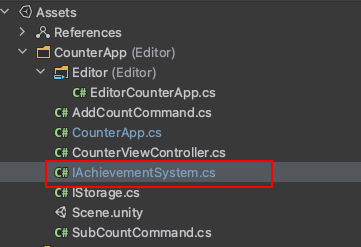 Assets
References
CounterApp (Editor)
Editor (Editor)
EditorCounterApp.cs
AddCountCommand.cs
CounterApp.cs
CounterViewController.cs
IAchievementSystem.cs
IStorage.cs
Scene.unity
SubCountCommand.cs